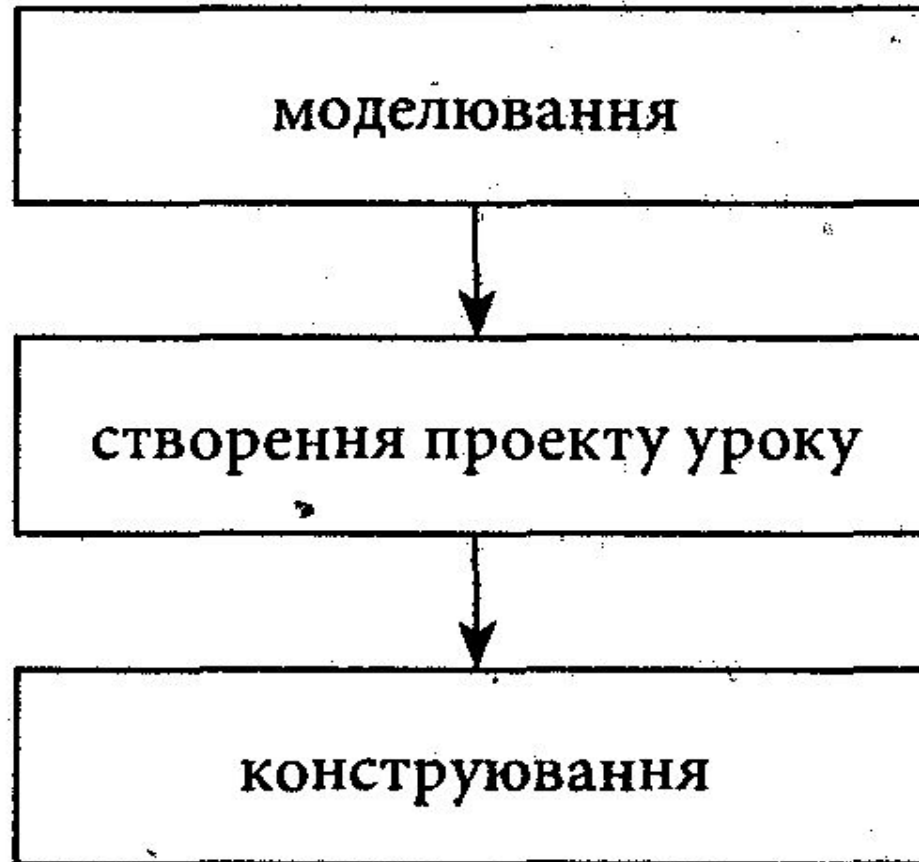 моделювання
створення проекту уроку
конструювання